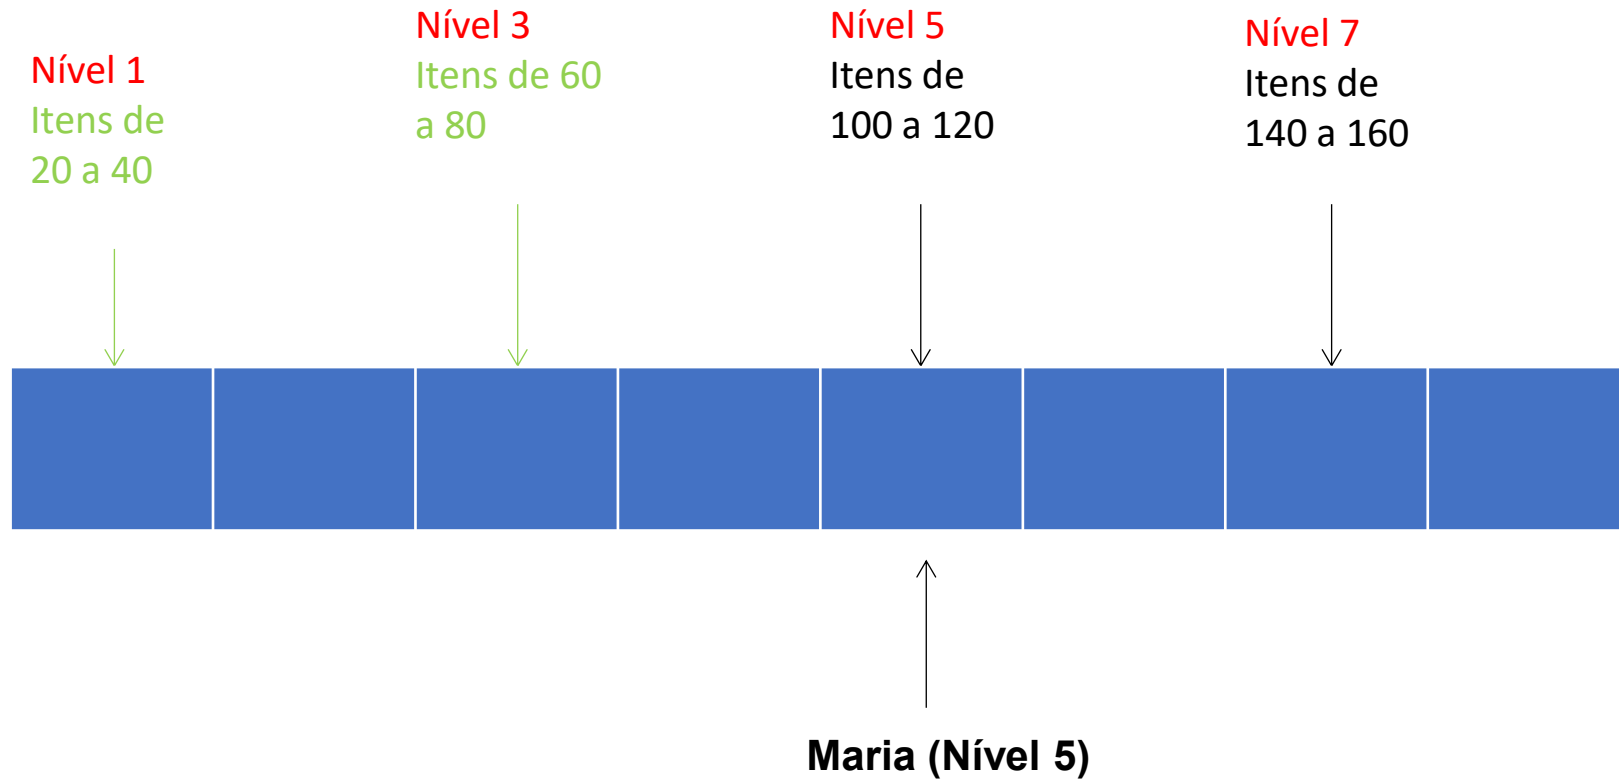 Nível 1
Itens de
20 a 40
Nível 3
Itens de 60
a 80
Nível 5
Itens de
100 a 120
Nível 7
Itens de
140 a 160
Maria (Nível 5)